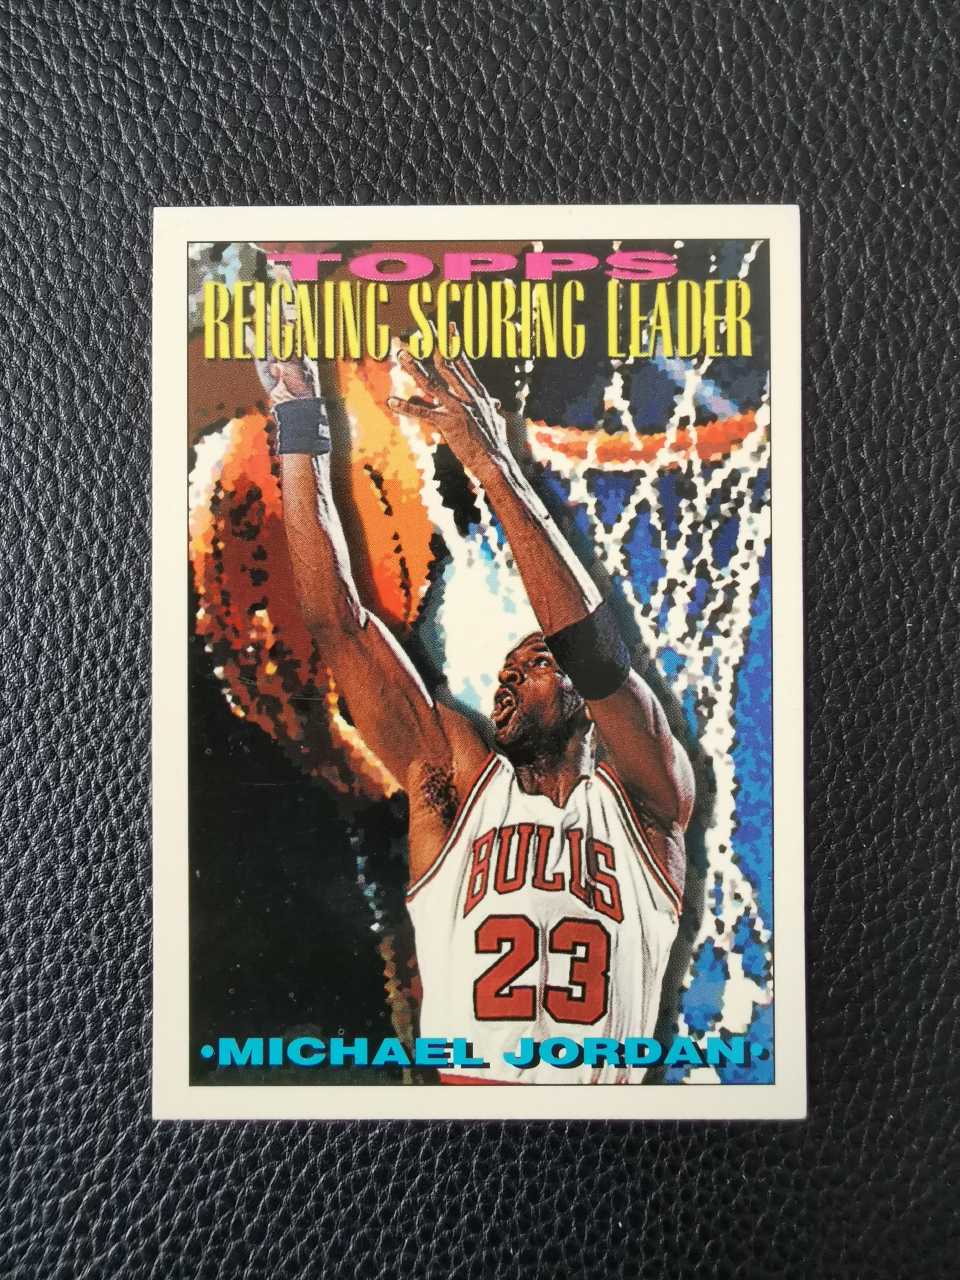 TOPPS
REIGNING SCORING LEADER
BULLS
23
•MICHAEL JORDAN•